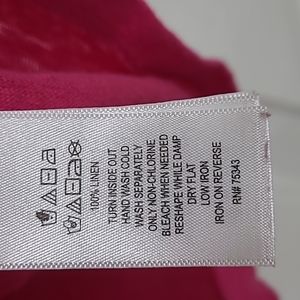 100% LINEN
TURN INSIDE OUT
HAND WASH COLD
WASH SEPARATELY
ONLY NON-CHLORINE
BLEACH WHEN NEEDED
RESHAPE WHILE DAMP
DRY FLAT
LOW IRON
IRON ON REVERSE
RN# 75343